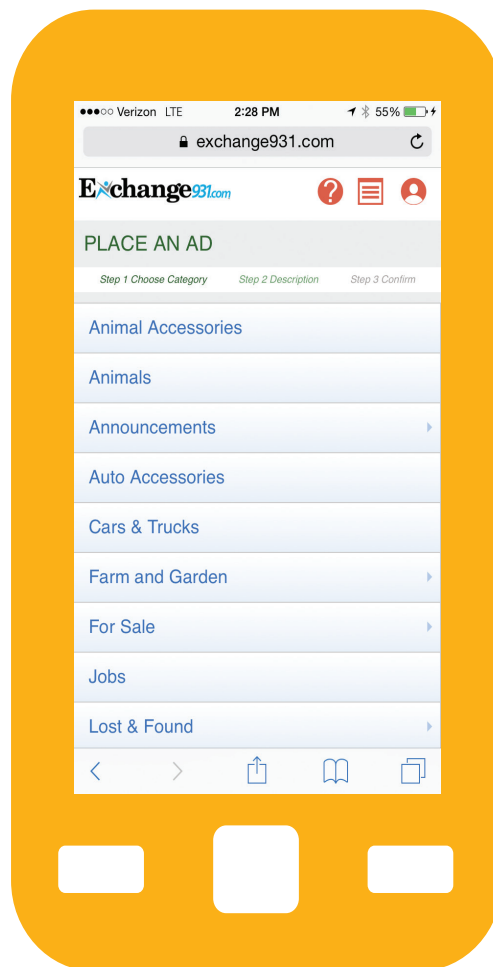 Verizon LTE 2:28 PM 55%
exchange931.com
Exchange931.com
PLACE AN AD
Step 1 Choose Category Step 2 Description Step 3 Confirm
Animal Accessories
Animals
Announcements
Auto Accessories
Cars & Trucks
Farm and Garden
For Sale
Jobs
Lost & Found